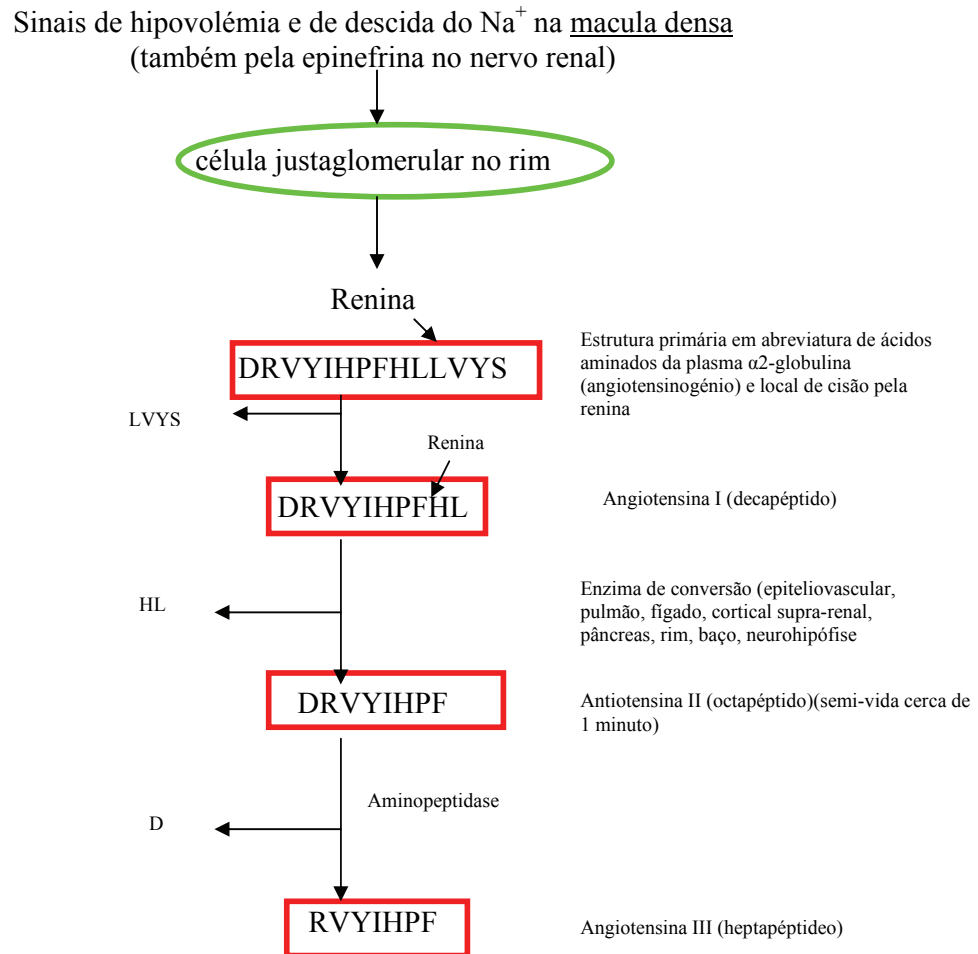 Sinais de hipovolémia e de descida do Na+ na macula densa
(também pela epinefrina no nervo renal)
célula justaglomerular no rim
Renina
DRVYIHPFHLLVYS
Estrutura primária em abreviatura de ácidos
aminados da plasma α2-globulina
(angiotensinogénio) e local de cisão pela
renina
LVYS
Renina
DRVYIHPFHL
Angiotensina I (decapéptido)
HL
Enzima de conversão (epiteliovascular,
pulmão, fígado, cortical supra-renal,
pâncreas, rim, baço, neurohipófise
DRVYIHPF
Antiotensina II (octapéptido)(semi-vida cerca de
1 minuto)
Aminopeptidase
D
RVYIHPF
Angiotensina III (heptapéptideo)